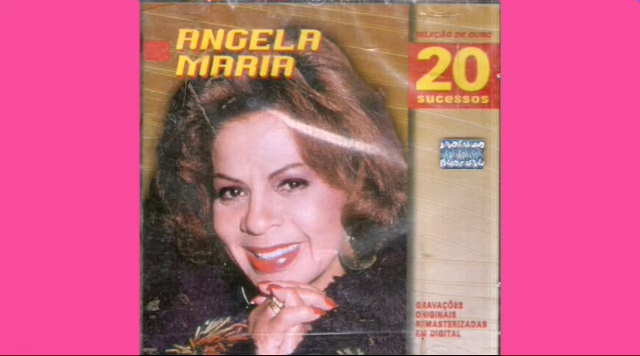 ANGELA
MARIA
SELEÇÃO DE OURO
20
sucessos
GRAVAÇÕES
ORIGINAIS
REMASTERIZADAS
EM DIGITAL